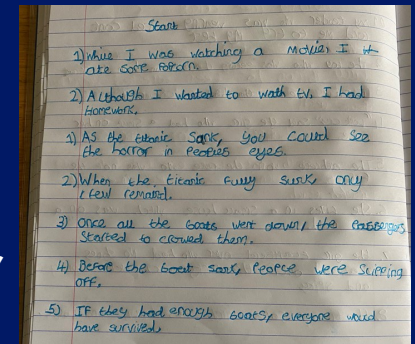 Start
1) While I was watching a movie, I
ate some popcorn.
2) Although I wanted to wath tv, I had
Homework.
1) As the titanic Sank, you could see
the horror in peoples eyes.
2) When the titanic fully sunk, only
a few remained.
3) Once all the boats went down, the passengers
started to crowed them.
4) Before the boat sank, people were slipping
off.
5) If they had enough boats, everyone would
have survived.